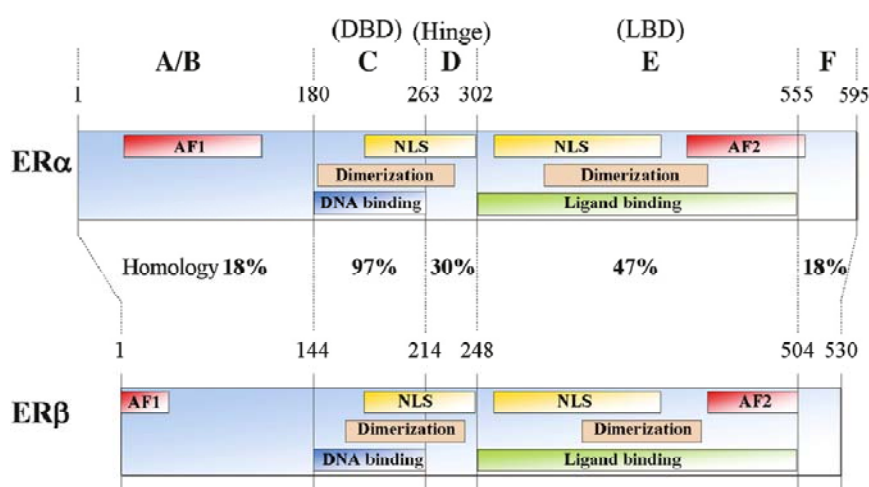 (DBD) (Hinge) (LBD)
A/B C D E F
1 180 263 302 555 595
ERα
AF1 NLS NLS AF2
Dimerization Dimerization
DNA binding Ligand binding
Homology 18% 97% 30% 47% 18%
1 144 214 248 504 530
ERβ
AF1 NLS NLS AF2
Dimerization Dimerization
DNA binding Ligand binding